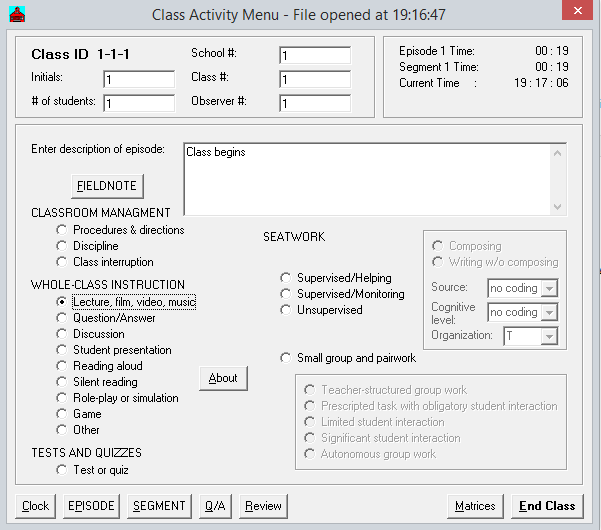 Class Activity Menu - File opened at 19:16:47
Class ID 1-1-1
School #: 1
Initials: 1
Class #: 1
# of students: 1
Observer #: 1
Episode 1 Time: 00 : 19
Segment 1 Time: 00 : 19
Current Time : 19 : 17 : 06
Enter description of episode:
Class begins
FIELDNOTE
CLASSROOM MANAGMENT
Procedures & directions
Discipline
Class interruption
WHOLE-CLASS INSTRUCTION
Lecture, film, video, music
Question/Answer
Discussion
Student presentation
Reading aloud
Silent reading
Role-play or simulation
Game
Other
TESTS AND QUIZZES
Test or quiz
About
SEATWORK
Supervised/Helping
Supervised/Monitoring
Unsupervised
Small group and pairwork
Composing
Writing w/o composing
Source: no coding
Cognitive
level: no coding
Organization: T
Teacher-structured group work
Prescripted task with obligatory student interaction
Limited student interaction
Significant student interaction
Autonomous group work
Clock
EPISODE
SEGMENT
Q/A
Review
Matrices
End Class